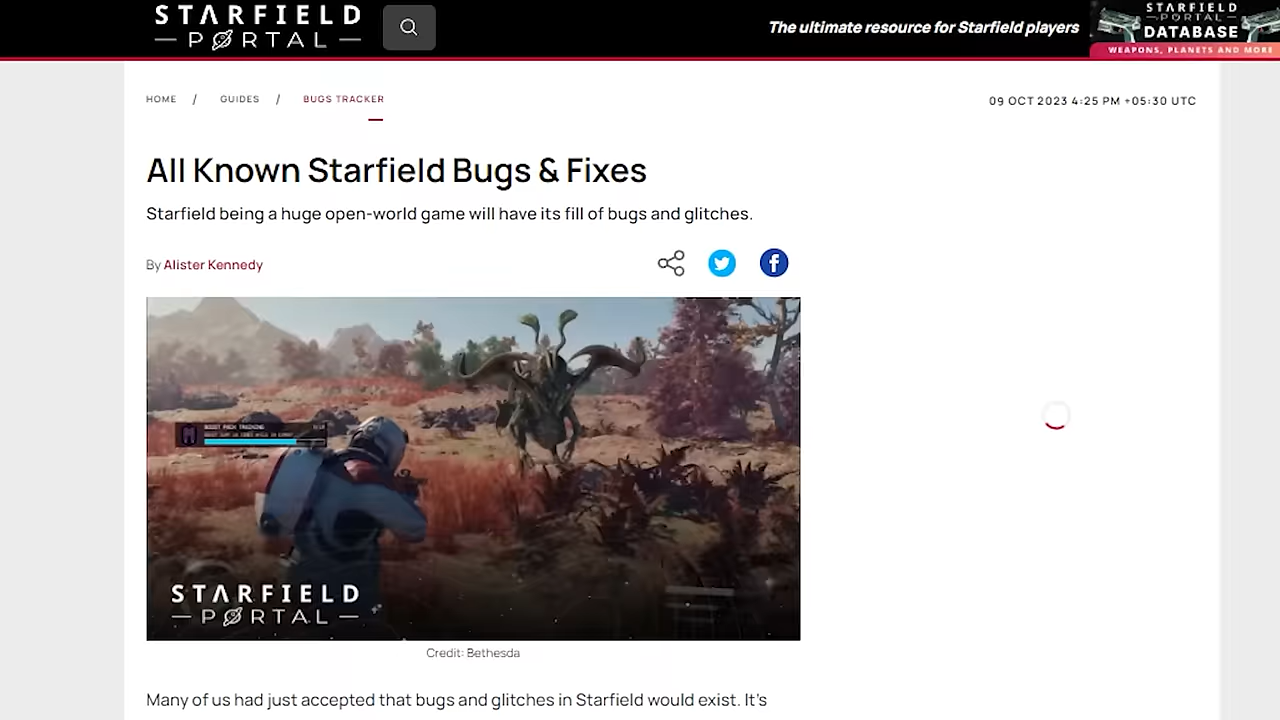 STARFIELD
PORTAL
The ultimate resource for Starfield players
STARFIELD
PORTAL
DATABASE
WEAPONS, PLANETS AND MORE
HOME / GUIDES / BUGS TRACKER
09 OCT 2023 4:25 PM +05:30 UTC
All Known Starfield Bugs & Fixes
Starfield being a huge open-world game will have its fill of bugs and glitches.
By Alister Kennedy
BOOST PACK TRAINING
STARFIELD
PORTAL
Credit: Bethesda
Many of us had just accepted that bugs and glitches in Starfield would exist. It's